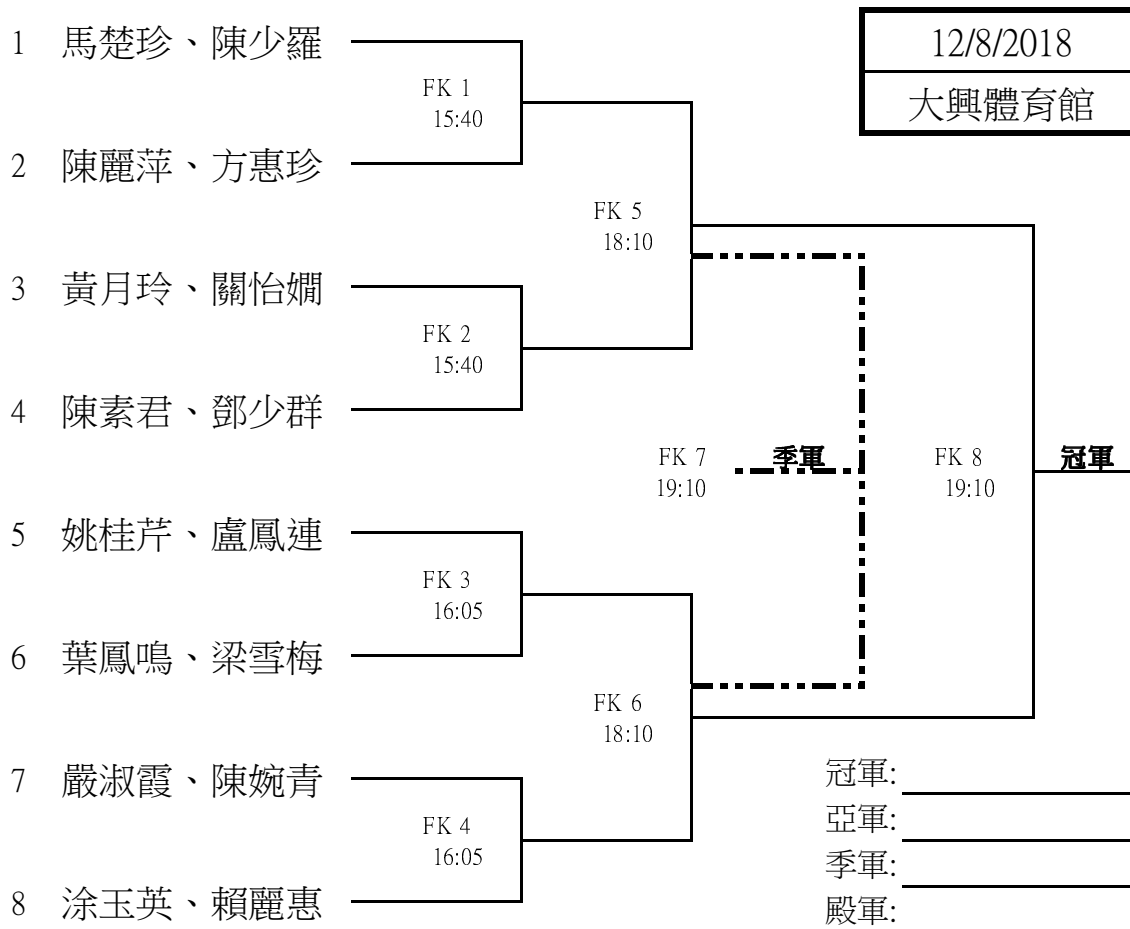 12/8/2018
大興體育館
1 馬楚珍、陳少羅
FK 1
15:40
2 陳麗萍、方惠珍
FK 5
18:10
3 黃月玲、關怡嫺
FK 2
15:40
4 陳素君、鄧少群
FK 7
19:10
季軍
FK 8
19:10
冠軍
5 姚桂芹、盧鳳連
FK 3
16:05
6 葉鳳鳴、梁雪梅
FK 6
18:10
7 嚴淑霞、陳婉青
FK 4
16:05
8 涂玉英、賴麗惠
冠軍:
亞軍:
季軍:
殿軍: